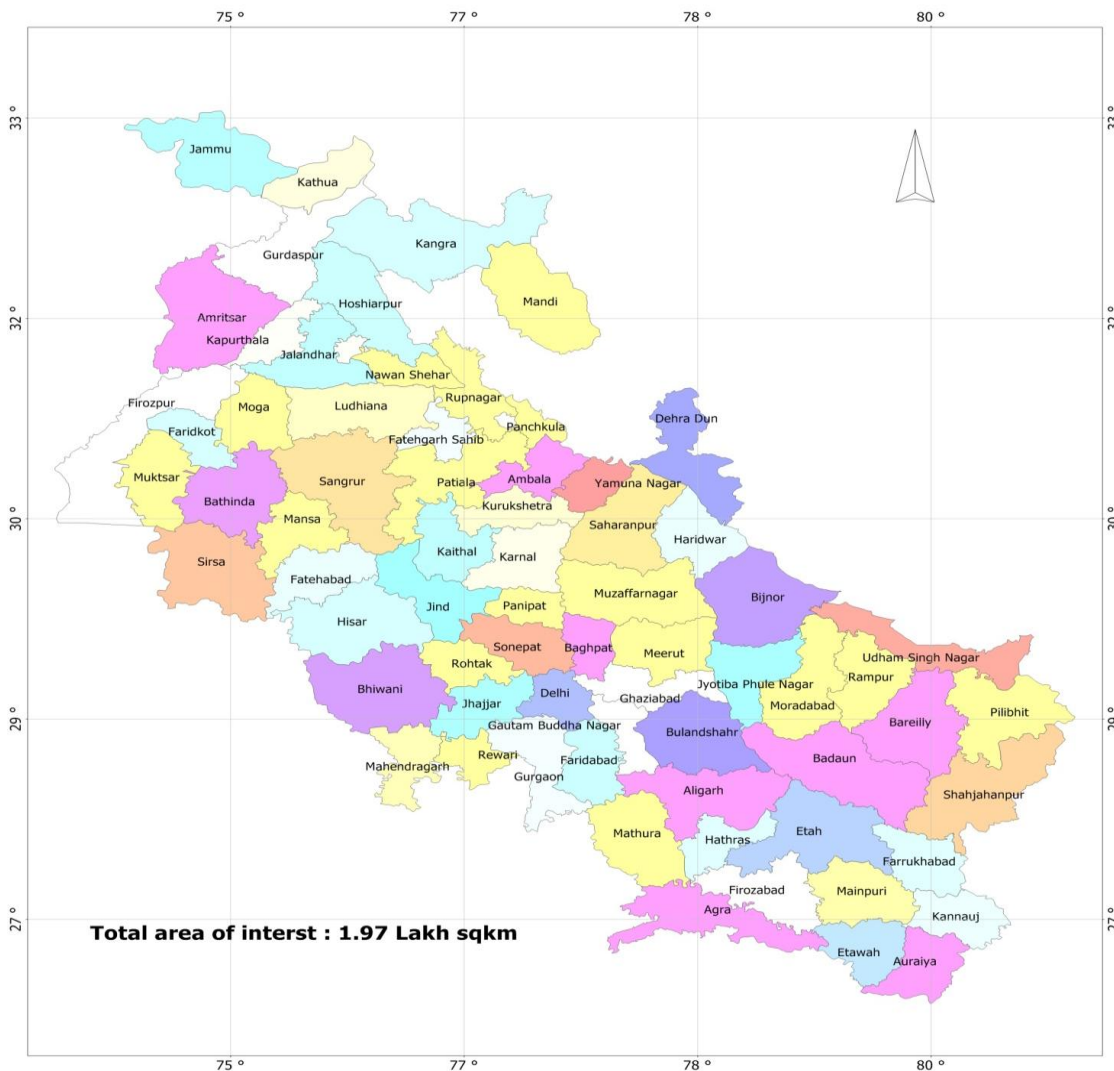 75 °
77 °
78 °
80 °
33 °
33 °
Jammu
Kathua
Gurdaspur
Kangra
Hoshiarpur
Mandi
Amritsar
32 °
32 °
Kapurthala
Jalandhar
Nawan Shehar
Firozpur
Moga
Ludhiana
Rupnagar
Dehra Dun
Faridkot
Fatehgarh Sahib
Panchkula
Muktsar
Sangrur
Patiala
Ambala
Yamuna Nagar
Bathinda
Mansa
Kurukshetra
30 °
30 °
Saharanpur
Haridwar
Sirsa
Fatehabad
Kaithal
Karnal
Hisar
Jind
Panipat
Muzaffarnagar
Bijnor
Sonepat
Baghpat
Meerut
Udham Singh Nagar
Rohtak
Bhiwani
Delhi
Ghaziabad
Jyotiba Phule Nagar
Rampur
Jhajjar
Moradabad
Pilibhit
29 °
29 °
Gautam Buddha Nagar
Bulandshahr
Bareilly
Mahendragarh
Rewari
Faridabad
Badaun
Gurgaon
Aligarh
Shahjahanpur
Mathura
Hathras
Etah
Farrukhabad
Firozabad
Mainpuri
Agra
Kannauj
27 °
27 °
Total area of interst : 1.97 Lakh sqkm
Etawah
Auraiya
75 °
77 °
78 °
80 °